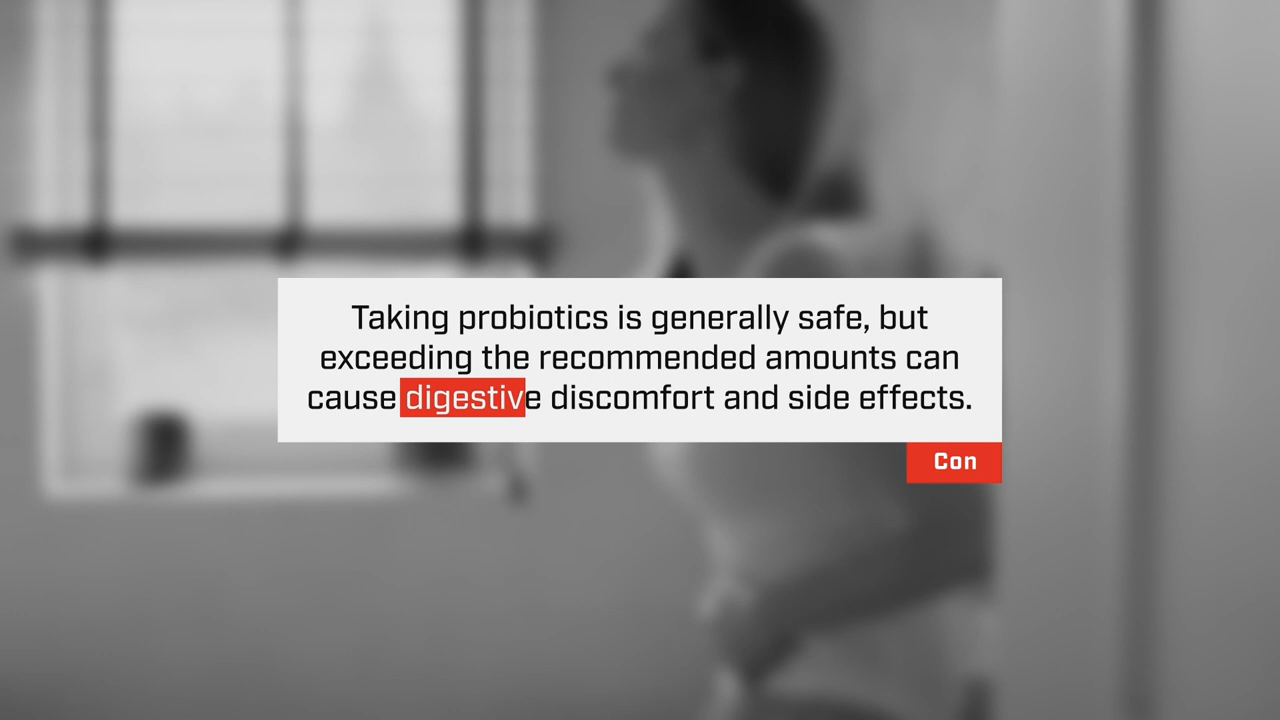 Taking probiotics is generally safe, but
exceeding the recommended amounts can
cause digestive discomfort and side effects.
Con